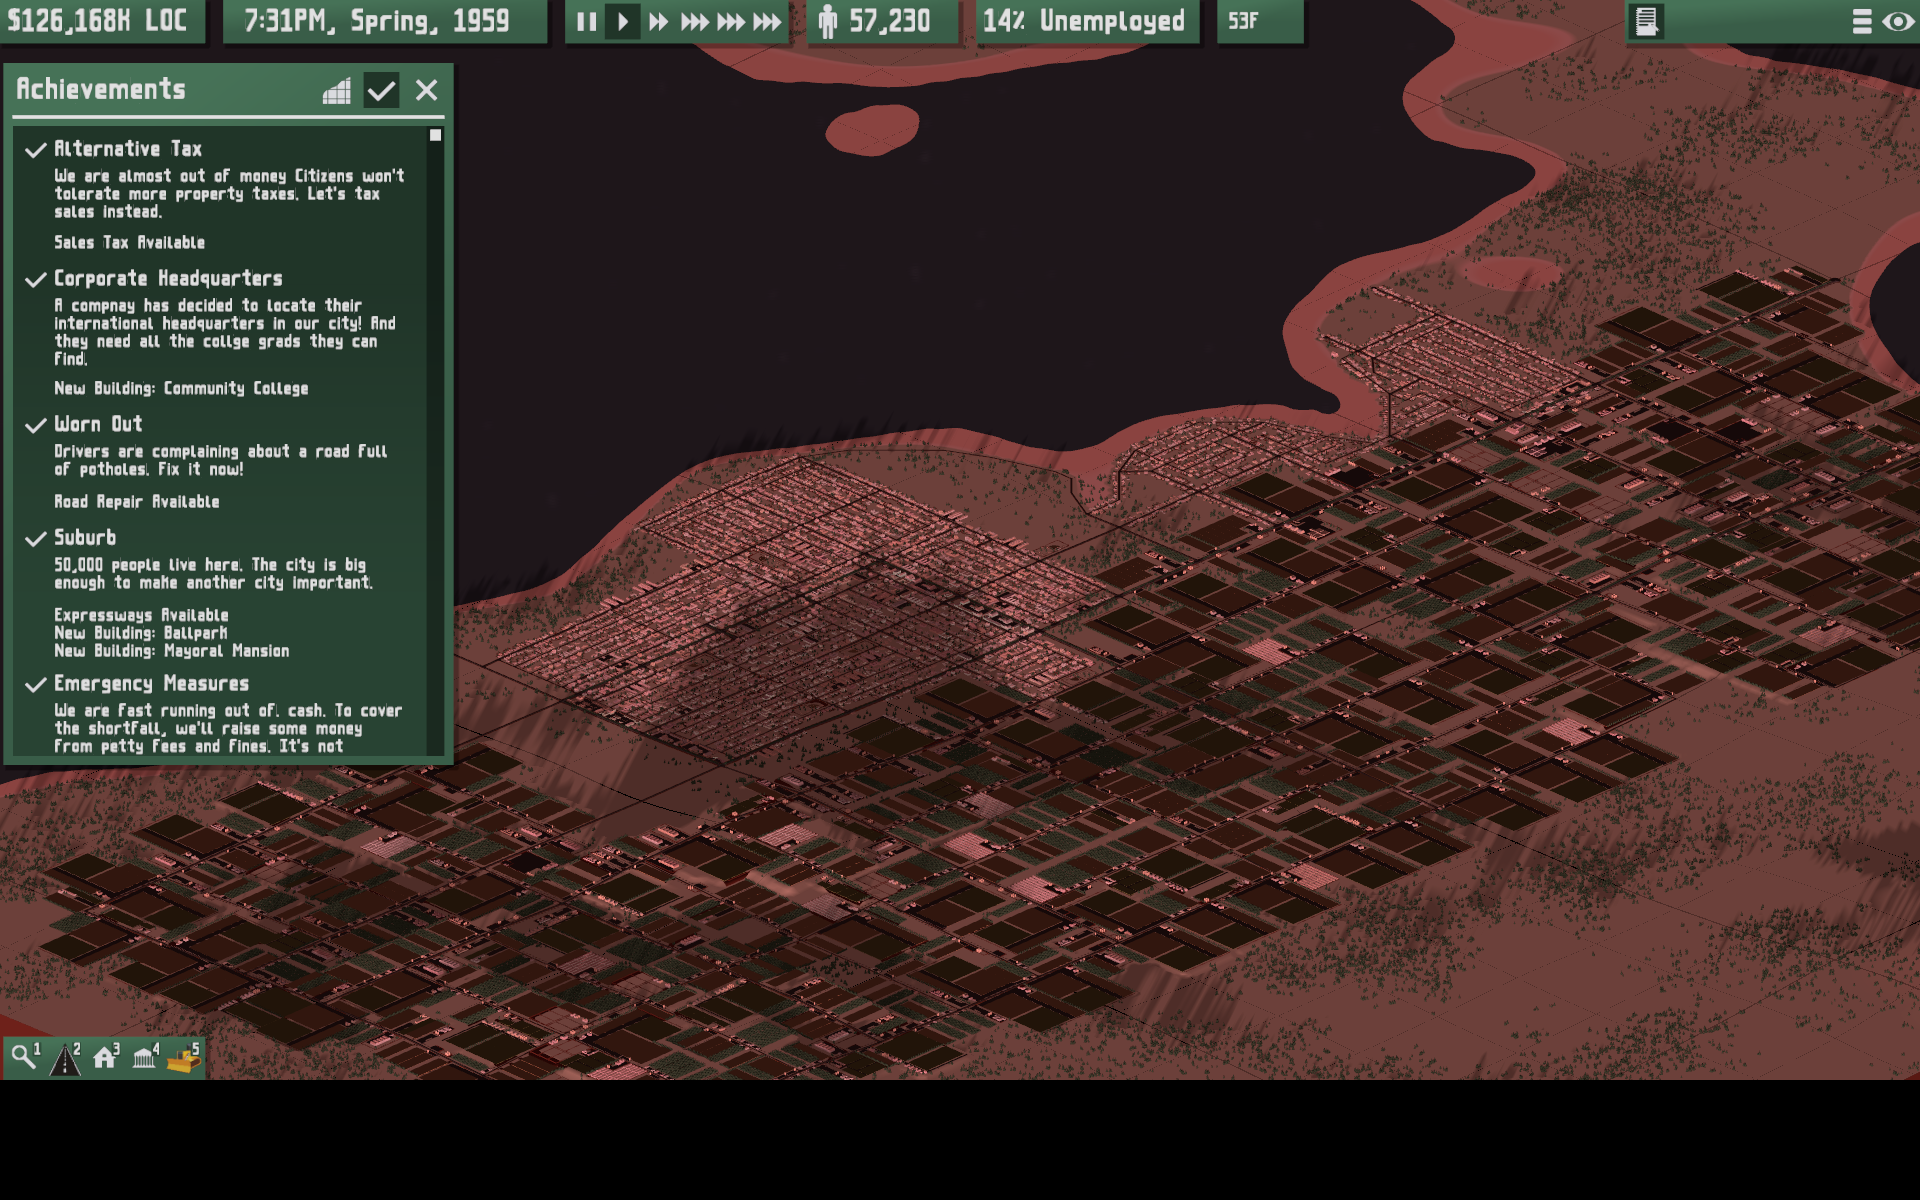 $126,168K LOC
7:31PM, Spring, 1959
57,230
14% Unemployed
53F
Achievements
Alternative Tax
We are almost out of money Citizens won't
tolerate more property taxes. Let's tax
sales instead.
Sales Tax Available
Corporate Headquarters
A compnay has decided to locate their
international headquarters in our city! And
they need all the collge grads they can
find.
New Building: Community College
Worn Out
Drivers are complaining about a road full
of potholes. Fix it now!
Road Repair Available
Suburb
50,000 people live here. The city is big
enough to make another city important.
Expressways Available
New Building: Ballpark
New Building: Mayoral Mansion
Emergency Measures
We are fast running out of. cash. To cover
the shortfall, we'll raise some money
from petty fees and fines. It's not
1 2 3 4 5